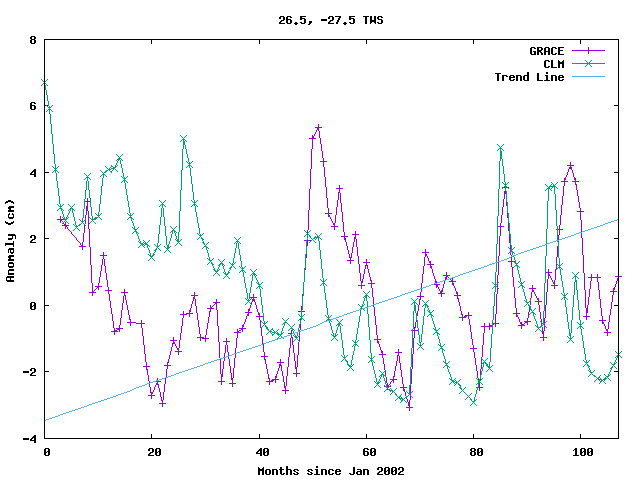 26.5, -27.5 TWS
GRACE
CLM
Trend Line
8
6
4
2
0
-2
-4
Anomaly (cm)
0 20 40 60 80 100
Months since Jan 2002